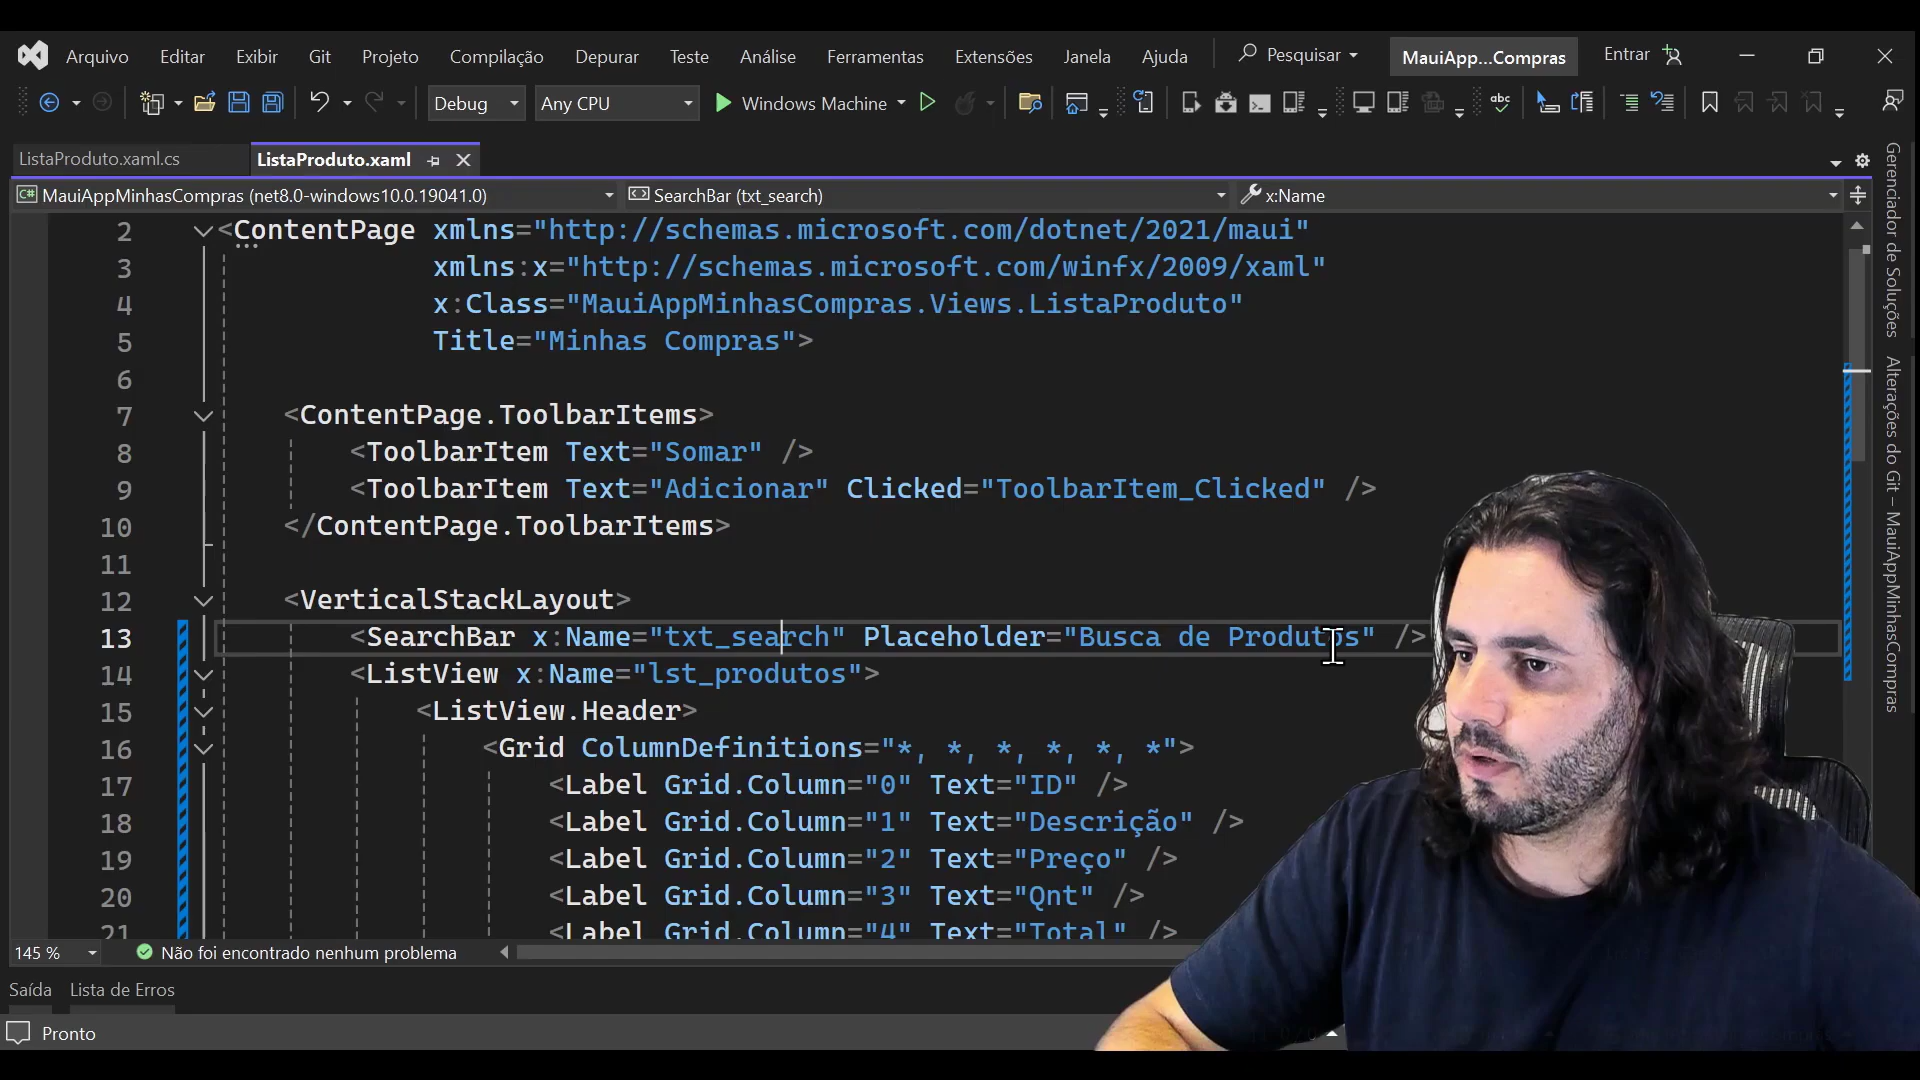 Arquivo Editar Exibir Git Projeto Compilação Depurar Teste Análise Ferramentas Extensões Janela Ajuda Pesquisar MauiApp...Compras Entrar
Debug Any CPU Windows Machine abc
ListaProduto.xaml.cs ListaProduto.xaml
C# MauiAppMinhasCompras (net8.0-windows10.0.19041.0) SearchBar (txt_search) x:Name
2 <ContentPage xmlns="http://schemas.microsoft.com/dotnet/2021/maui"
3 xmlns:x="http://schemas.microsoft.com/winfx/2009/xaml"
4 x:Class="MauiAppMinhasCompras.Views.ListaProduto"
5 Title="Minhas Compras">
6
7 <ContentPage.ToolbarItems>
8 <ToolbarItem Text="Somar" />
9 <ToolbarItem Text="Adicionar" Clicked="ToolbarItem_Clicked" />
10 </ContentPage.ToolbarItems>
11
12 <VerticalStackLayout>
13 <SearchBar x:Name="txt_search" Placeholder="Busca de Produtos" />
14 <ListView x:Name="lst_produtos">
15 <ListView.Header>
16 <Grid ColumnDefinitions="*, *, *, *, *, *">
17 <Label Grid.Column="0" Text="ID" />
18 <Label Grid.Column="1" Text="Descrição" />
19 <Label Grid.Column="2" Text="Preço" />
20 <Label Grid.Column="3" Text="Qnt" />
21 <Label Grid.Column="4" Text="Total" />
145 % Não foi encontrado nenhum problema
Saída Lista de Erros
Pronto
Gerenciador de Soluções
Alterações do Git – MauiAppMinhasCompras